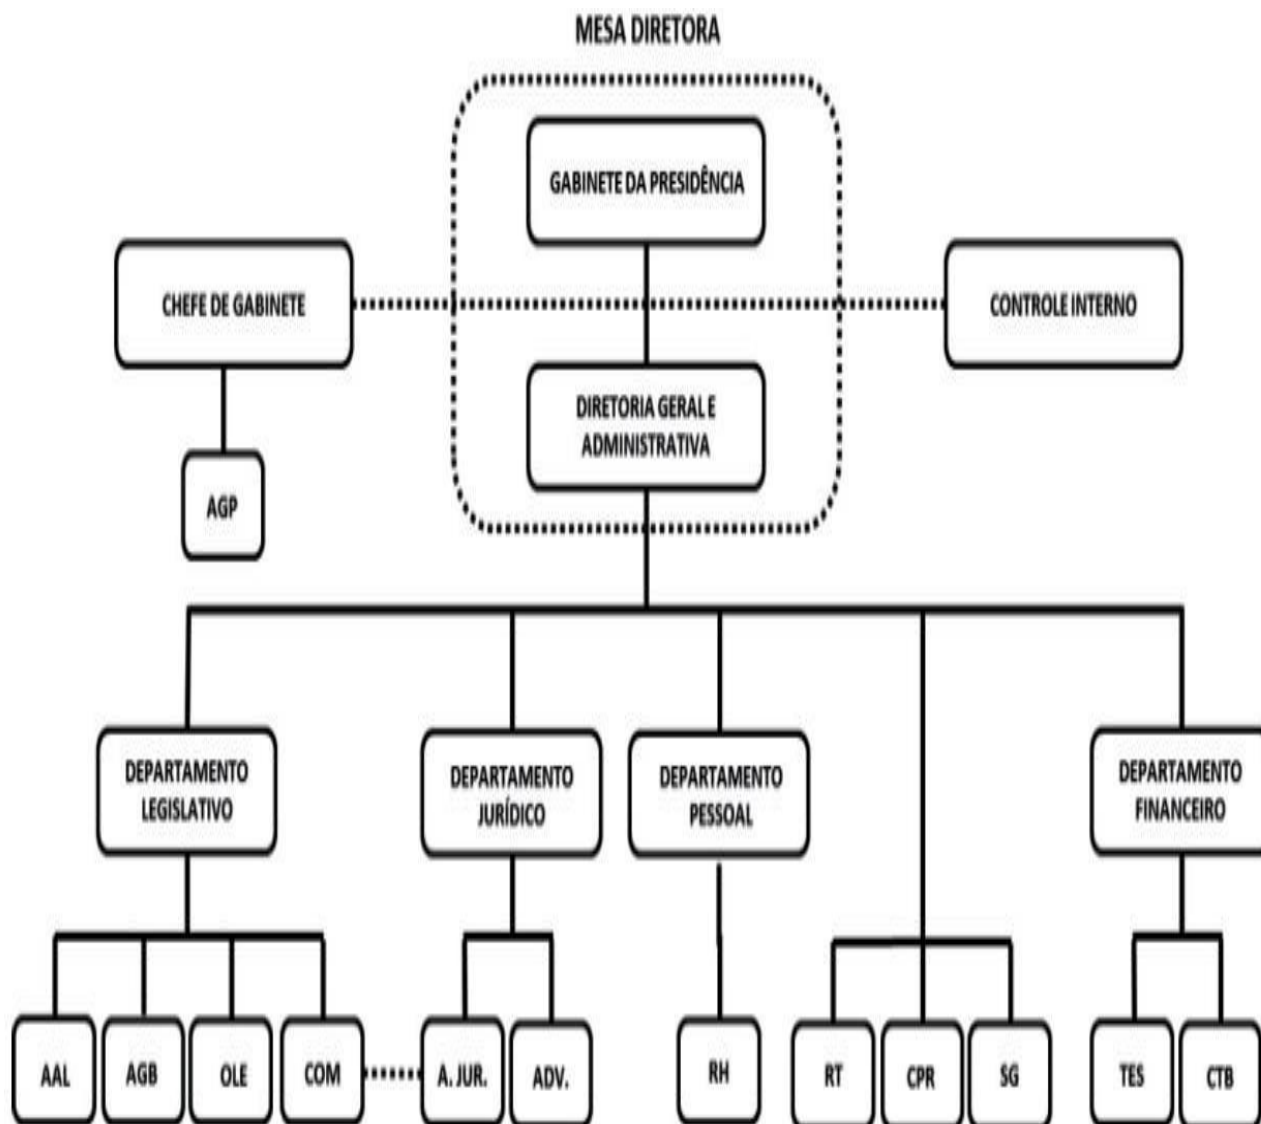 MESA DIRETORA
GABINETE DA PRESIDÊNCIA
CHEFE DE GABINETE
CONTROLE INTERNO
DIRETORIA GERAL E
ADMINISTRATIVA
AGP
DEPARTAMENTO
LEGISLATIVO
DEPARTAMENTO
JURÍDICO
DEPARTAMENTO
PESSOAL
DEPARTAMENTO
FINANCEIRO
AAL
AGB
OLE
COM
A. JUR.
ADV.
RH
RT
CPR
SG
TES
CTB